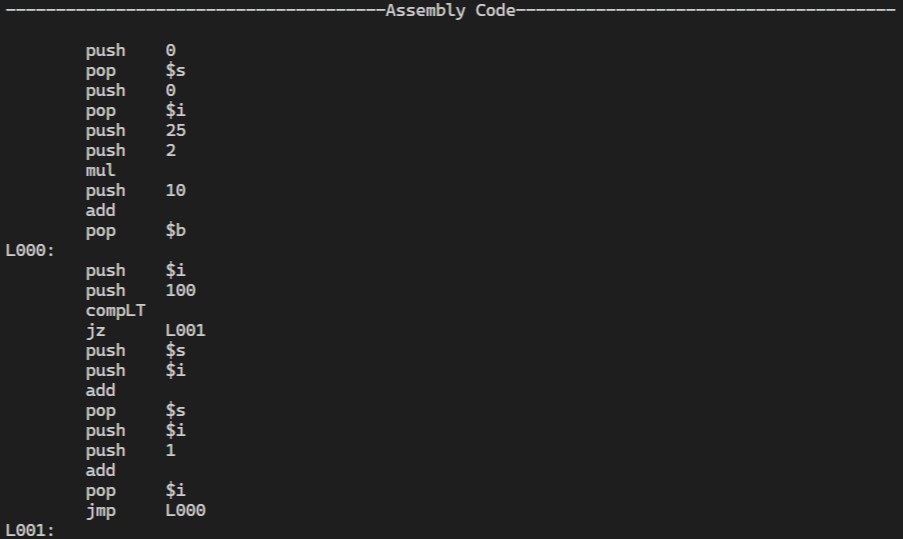 --------------------------------------Assembly Code--------------------------------------
        push    0
        pop     $s
        push    0
        pop     $i
        push    25
        push    2
        mul
        push    10
        add
        pop     $b
L000:
        push    $i
        push    100
        compLT
        jz      L001
        push    $s
        push    $i
        add
        pop     $s
        push    $i
        push    1
        add
        pop     $i
        jmp     L000
L001: